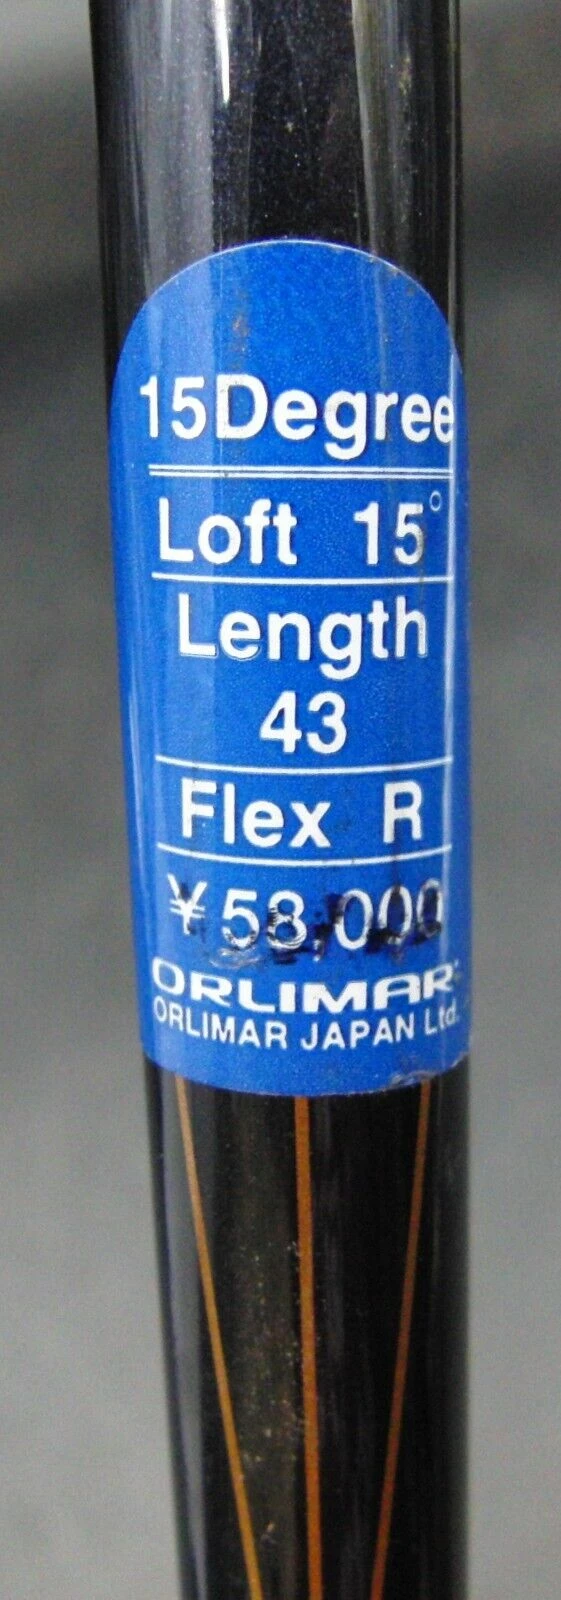 15Degree
Loft 15°
Length
43
Flex R
¥58,000
ORLIMAR
ORLIMAR JAPAN Ltd.